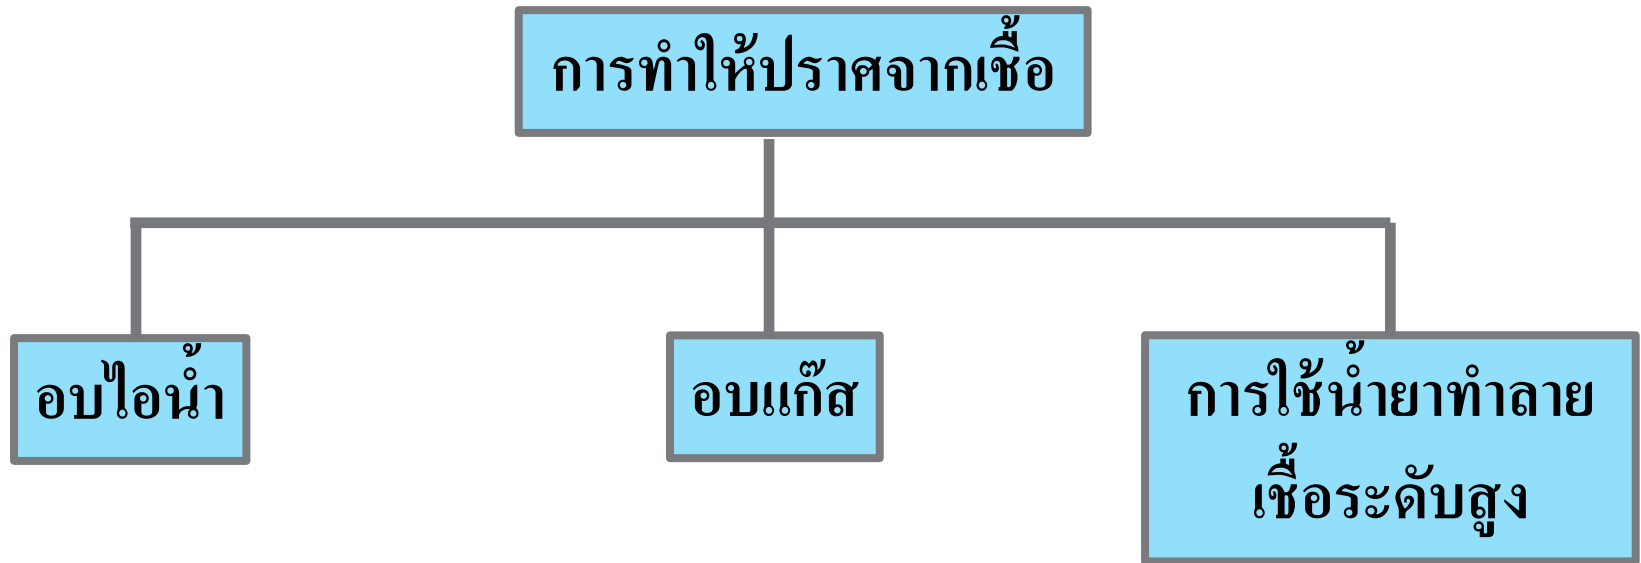 การทำให้ปราศจากเชื้อ
อบไอน้ำ
อบแก๊ส
การใช้น้ำยาทำลาย
เชื้อระดับสูง